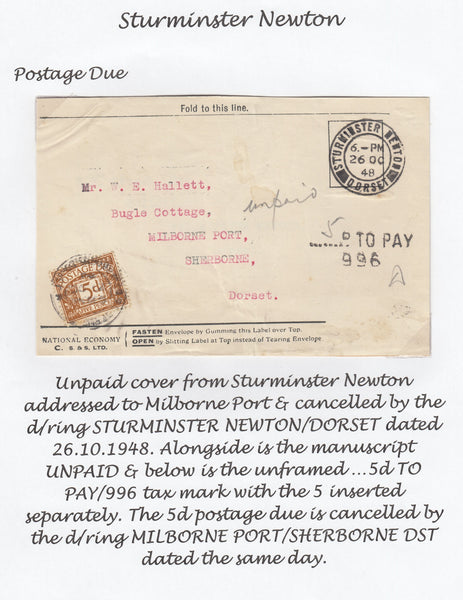 Sturminster Newton
Postage Due
Fold to this line.
STURMINSTER NEWTON
6.-PM
26 OC
48
DORSET
Mr. W. E. Hallett,
unpaid
Bugle Cottage,
MILBORNE PORT,
5 D TO PAY
SHERBORNE,
996
A
POSTAGE DUE
5d
Dorset.
NATIONAL ECONOMY
C. S. & S. LTD.
FASTEN Envelope by Gumming this Label over Top.
OPEN by Slitting Label at Top instead of Tearing Envelope
Unpaid cover from Sturminster Newton
addressed to Milborne Port & cancelled by the
d/ring STURMINSTER NEWTON/DORSET dated
26.10.1948. Alongside is the manuscript
UNPAID & below is the unframed ...5d TO
PAY/996 tax mark with the 5 inserted
separately. The 5d postage due is cancelled by
the d/ring MILBORNE PORT/SHERBORNE DST
dated the same day.